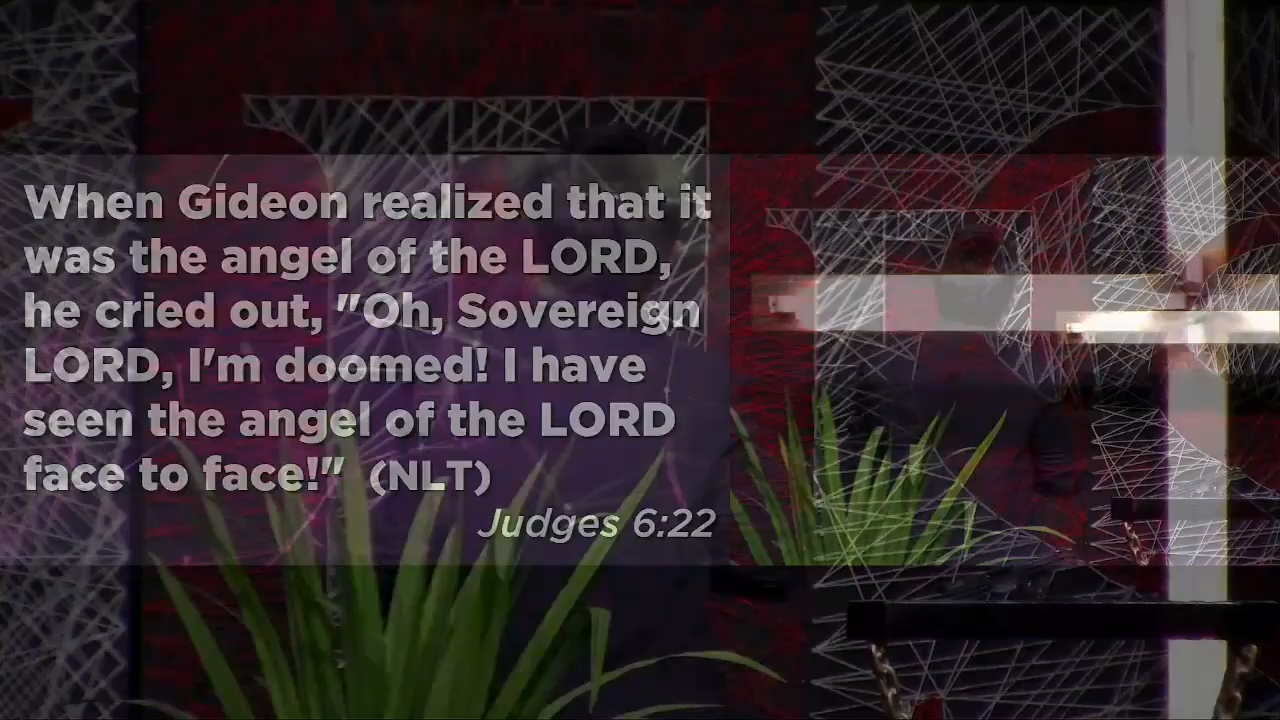 When Gideon realized that it
was the angel of the LORD,
he cried out, "Oh, Sovereign
LORD, I'm doomed! I have
seen the angel of the LORD
face to face!" (NLT)
Judges 6:22